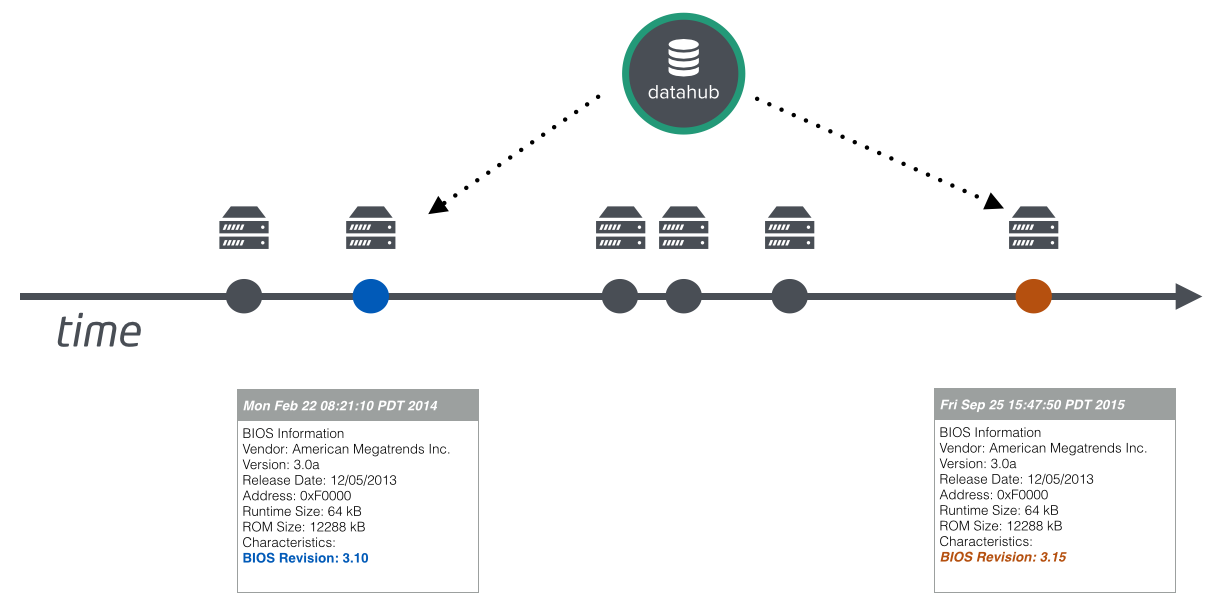 datahub
time
Mon Feb 22 08:21:10 PDT 2014
BIOS Information
Vendor: American Megatrends Inc.
Version: 3.0a
Release Date: 12/05/2013
Address: 0xF0000
Runtime Size: 64 kB
ROM Size: 12288 kB
Characteristics:
BIOS Revision: 3.10
Fri Sep 25 15:47:50 PDT 2015
BIOS Information
Vendor: American Megatrends Inc.
Version: 3.0a
Release Date: 12/05/2013
Address: 0xF0000
Runtime Size: 64 kB
ROM Size: 12288 kB
Characteristics:
BIOS Revision: 3.15